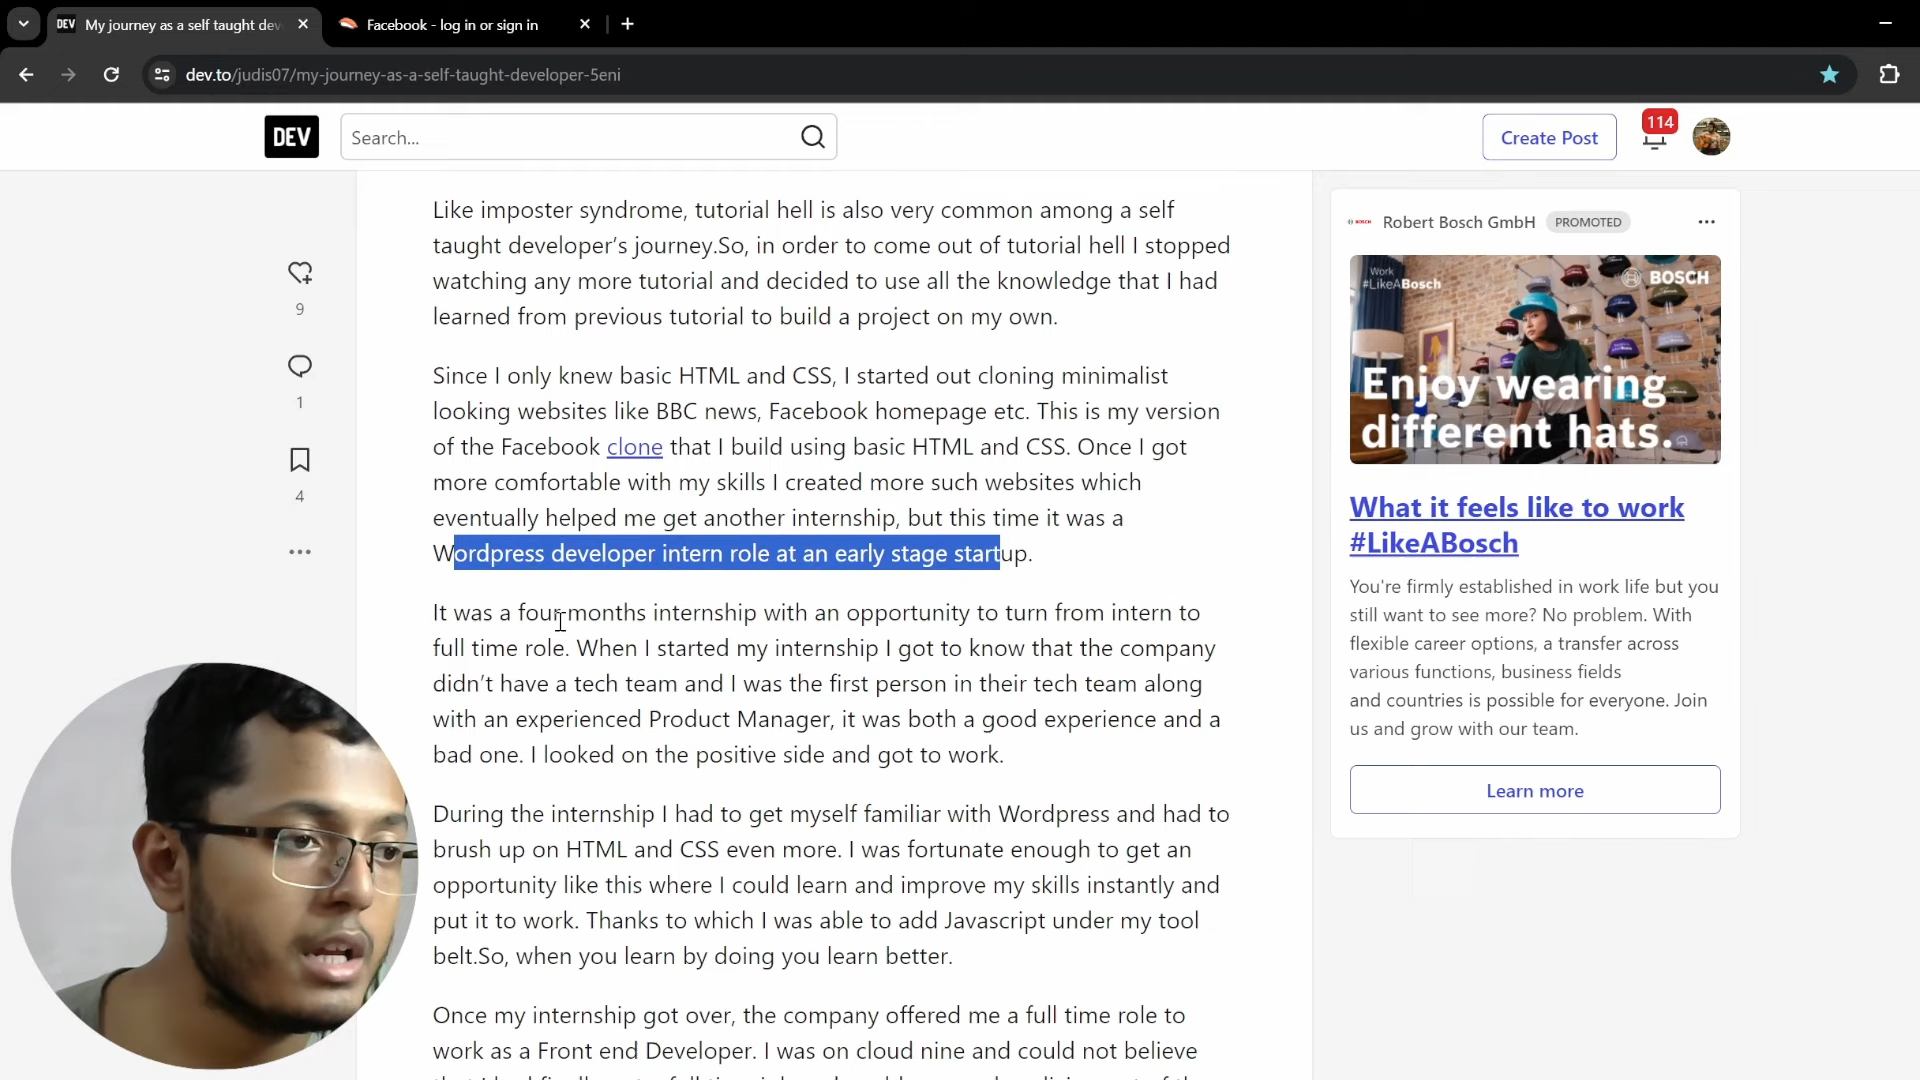 DEV My journey as a self taught dev
Facebook - log in or sign in
dev.to/judis07/my-journey-as-a-self-taught-developer-5eni
DEV
Search...
Create Post
114
Like imposter syndrome, tutorial hell is also very common among a self
taught developer’s journey.So, in order to come out of tutorial hell I stopped
watching any more tutorial and decided to use all the knowledge that I had
learned from previous tutorial to build a project on my own.
Since I only knew basic HTML and CSS, I started out cloning minimalist
looking websites like BBC news, Facebook homepage etc. This is my version
of the Facebook clone that I build using basic HTML and CSS. Once I got
more comfortable with my skills I created more such websites which
eventually helped me get another internship, but this time it was a
Wordpress developer intern role at an early stage startup.
It was a four months internship with an opportunity to turn from intern to
full time role. When I started my internship I got to know that the company
didn’t have a tech team and I was the first person in their tech team along
with an experienced Product Manager, it was both a good experience and a
bad one. I looked on the positive side and got to work.
During the internship I had to get myself familiar with Wordpress and had to
brush up on HTML and CSS even more. I was fortunate enough to get an
opportunity like this where I could learn and improve my skills instantly and
put it to work. Thanks to which I was able to add Javascript under my tool
belt.So, when you learn by doing you learn better.
Once my internship got over, the company offered me a full time role to
work as a Front end Developer. I was on cloud nine and could not believe
9
1
4
BOSCH
Robert Bosch GmbH
PROMOTED
Work
#LikeABosch
BOSCH
Enjoy wearing
different hats.
What it feels like to work
#LikeABosch
You're firmly established in work life but you
still want to see more? No problem. With
flexible career options, a transfer across
various functions, business fields
and countries is possible for everyone. Join
us and grow with our team.
Learn more